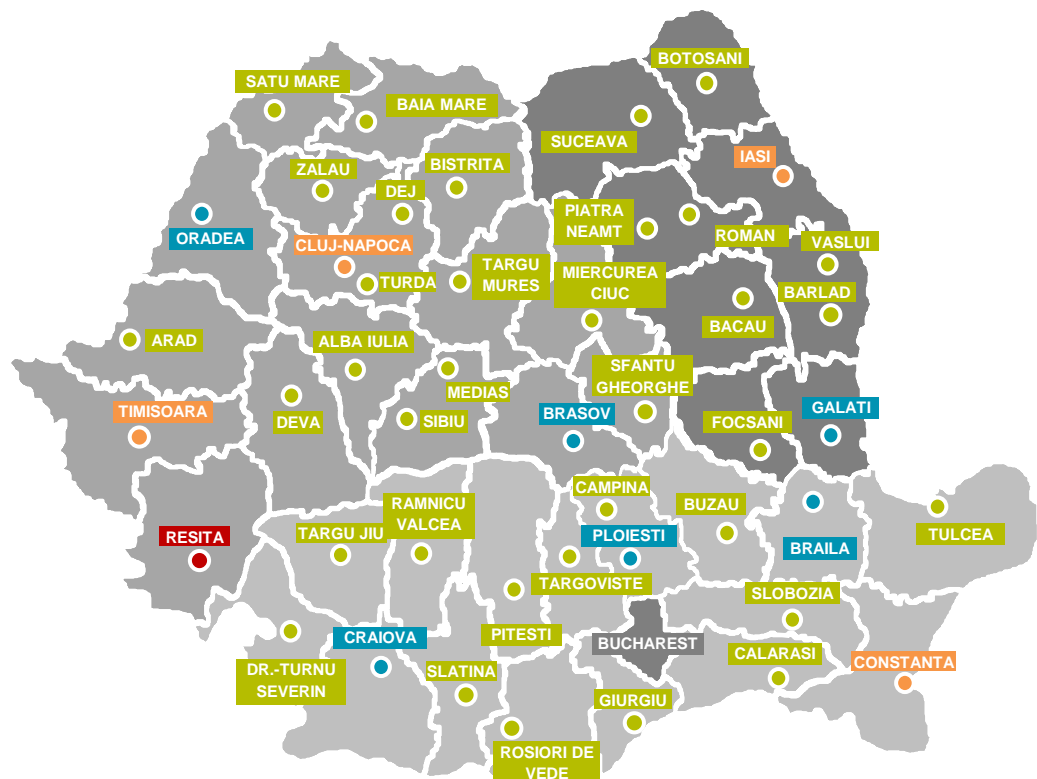 BOTOSANI
SATU MARE
BAIA MARE
SUCEAVA
IASI
BISTRITA
ZALAU
DEJ
PIATRA
NEAMT
ORADEA
CLUJ-NAPOCA
ROMAN
VASLUI
TARGU
MURES
MIERCUREA
CIUC
TURDA
BARLAD
BACAU
ARAD
ALBA IULIA
SFANTU
GHEORGHE
MEDIAS
TIMISOARA
DEVA
SIBIU
BRASOV
FOCSANI
GALATI
CAMPINA
RAMNICU
VALCEA
BUZAU
RESITA
TARGU JIU
PLOIESTI
BRAILA
TULCEA
TARGOVISTE
SLOBOZIA
CRAIOVA
PITESTI
BUCHAREST
CALARASI
CONSTANTA
DR.-TURNU
SEVERIN
SLATINA
GIURGIU
ROSIORI DE
VEDE